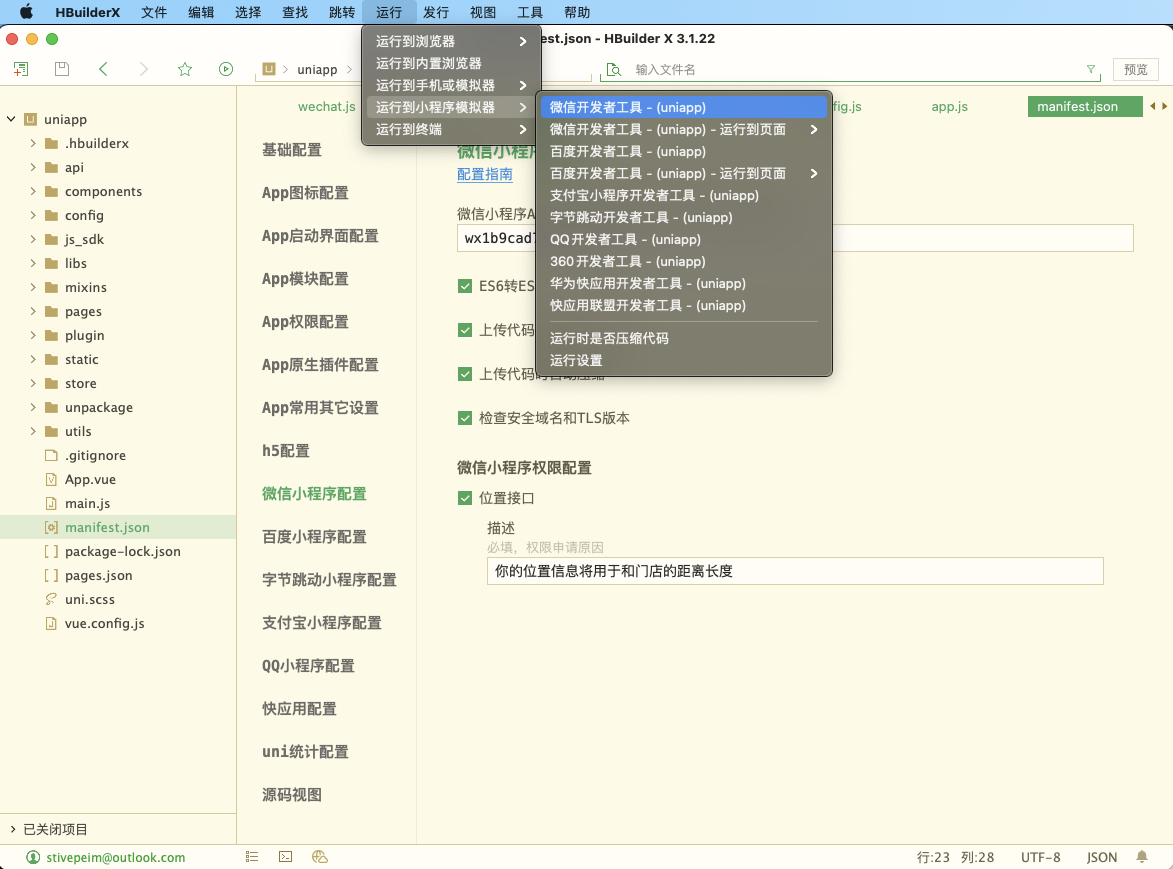 HBuilderX 文件 编辑 选择 查找 跳转 运行 发行 视图 工具 帮助
fest.json - HBuilder X 3.1.22
uniapp
输入文件名
预览
运行到浏览器
运行到内置浏览器
运行到手机或模拟器
运行到小程序模拟器
运行到终端
微信开发者工具 - (uniapp)
微信开发者工具 - (uniapp) - 运行到页面
百度开发者工具 - (uniapp)
百度开发者工具 - (uniapp) - 运行到页面
支付宝小程序开发者工具 - (uniapp)
字节跳动开发者工具 - (uniapp)
QQ开发者工具 - (uniapp)
360开发者工具 - (uniapp)
华为快应用开发者工具 - (uniapp)
快应用联盟开发者工具 - (uniapp)
运行时是否压缩代码
运行设置
wechat.js
fig.js
app.js
manifest.json
uniapp
.hbuilderx
api
components
config
js_sdk
libs
mixins
pages
plugin
static
store
unpackage
utils
.gitignore
App.vue
main.js
manifest.json
package-lock.json
pages.json
uni.scss
vue.config.js
已关闭项目
基础配置
App图标配置
App启动界面配置
App模块配置
App权限配置
App原生插件配置
App常用其它设置
h5配置
微信小程序配置
百度小程序配置
字节跳动小程序配置
支付宝小程序配置
QQ小程序配置
快应用配置
uni统计配置
源码视图
微信小程序
配置指南
微信小程序A
wx1b9cad
ES6转ES
上传代码
上传代码时自动压缩
检查安全域名和TLS版本
微信小程序权限配置
位置接口
描述
必填，权限申请原因
你的位置信息将用于和门店的距离长度
stivepeim@outlook.com
行:23 列:28 UTF-8 JSON